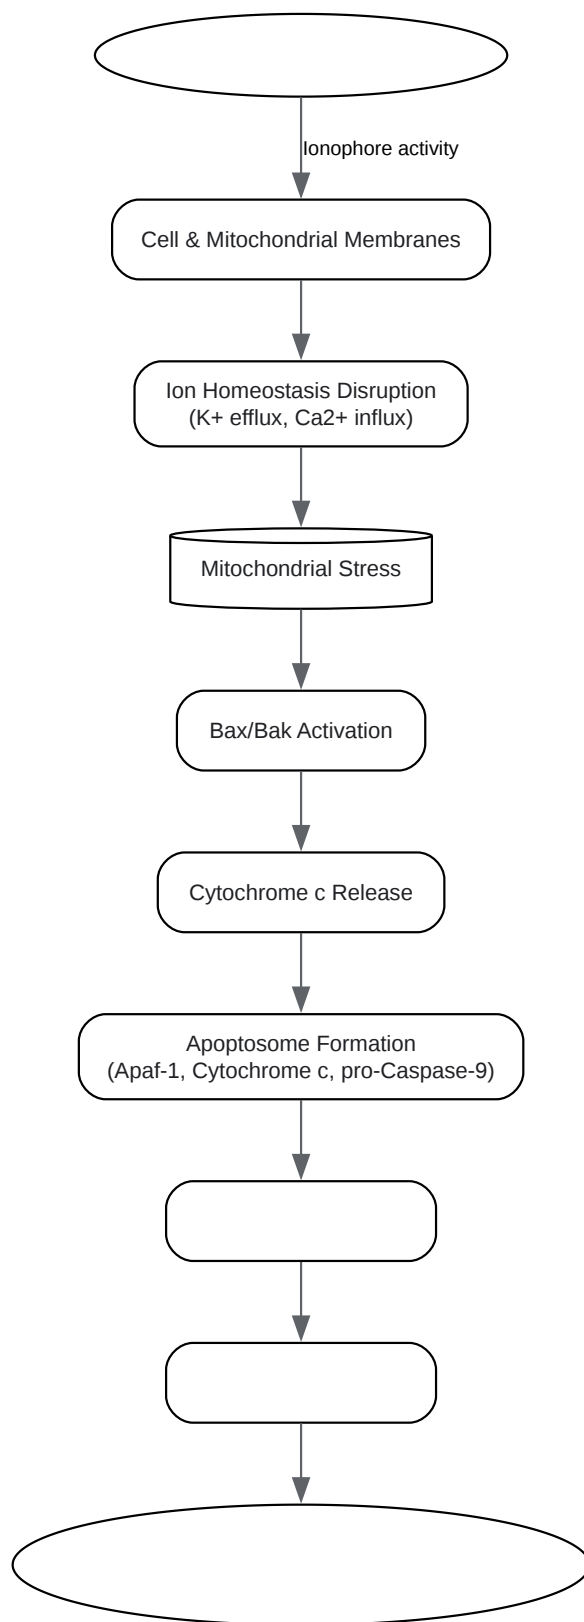 Ionophore activity
Cell & Mitochondrial Membranes
Ion Homeostasis Disruption
(K+ efflux, Ca2+ influx)
Mitochondrial Stress
Bax/Bak Activation
Cytochrome c Release
Apoptosome Formation
(Apaf-1, Cytochrome c, pro-Caspase-9)